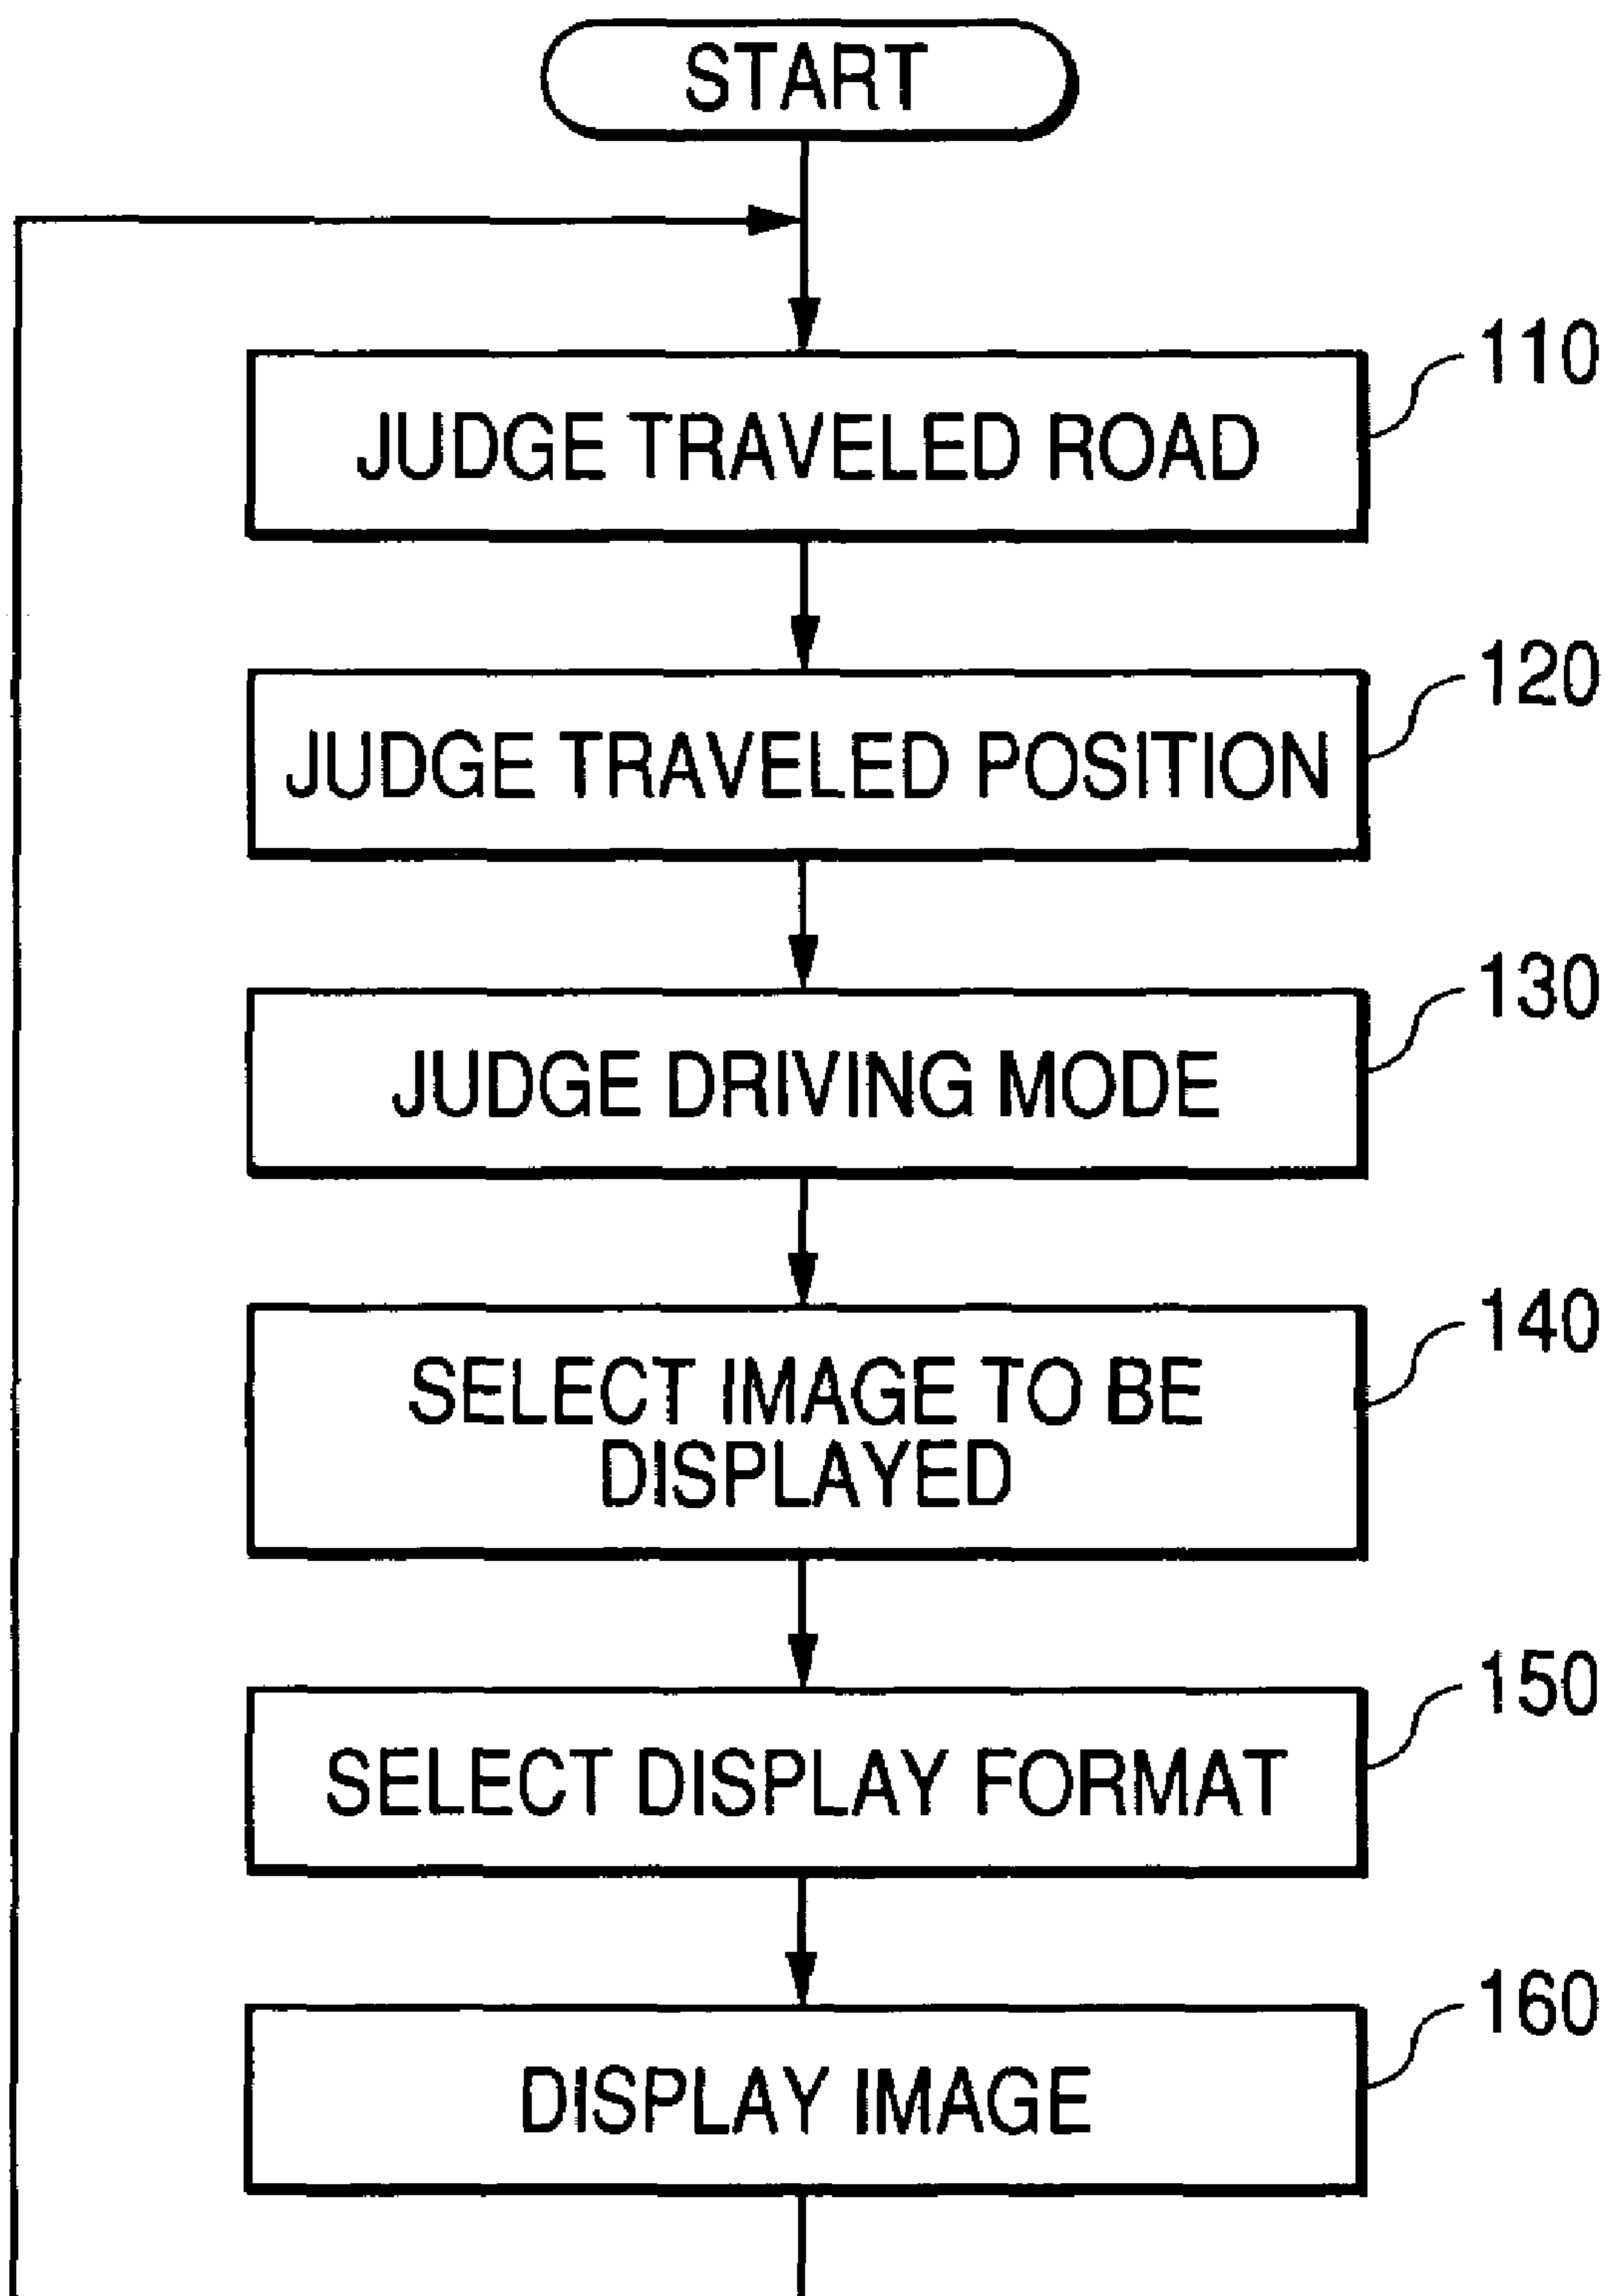 START
110
JUDGE TRAVELED ROAD
120
JUDGE TRAVELED POSITION
130
JUDGE DRIVING MODE
140
SELECT IMAGE TO BE
DISPLAYED
150
SELECT DISPLAY FORMAT
160
DISPLAY IMAGE